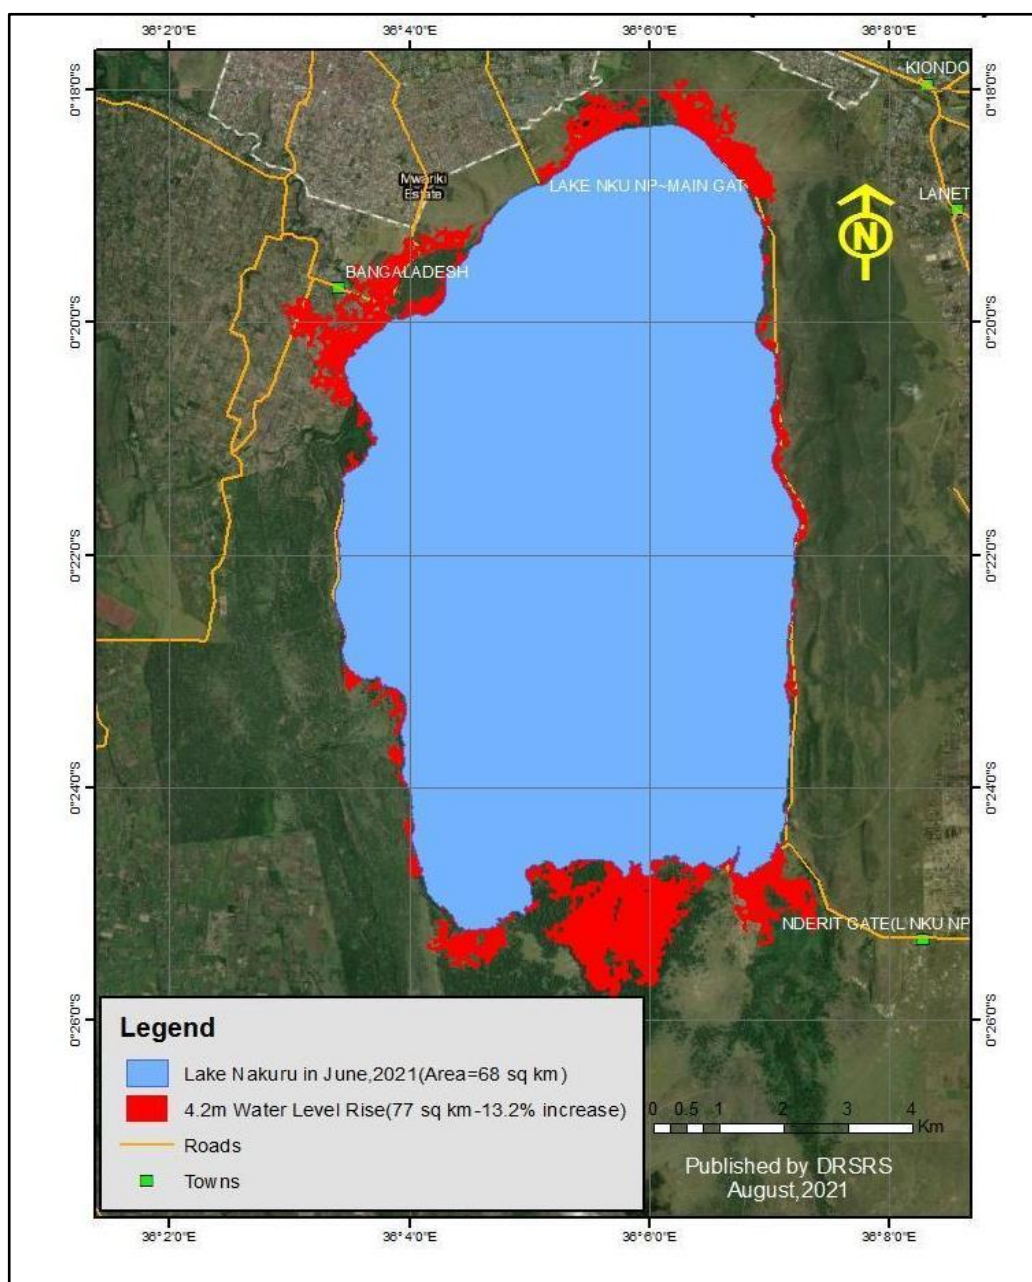 36°2'0"E 36°4'0"E 36°6'0"E 36°8'0"E
KIONDO
0°18'0"S 0°18'0"S
Mwariki
Estate
LAKE NKU NP~MAIN GAT
LANET
BANGALADESH
N
0°20'0"S 0°20'0"S
0°22'0"S 0°22'0"S
0°24'0"S 0°24'0"S
NDERIT GATE(L NKU NP
0°26'0"S 0°26'0"S
Legend
Lake Nakuru in June,2021(Area=68 sq km)
4.2m Water Level Rise(77 sq km-13.2% increase)
Roads
Towns
0 0.5 1 2 3 4
Km
Published by DRSRS
August,2021
36°2'0"E 36°4'0"E 36°6'0"E 36°8'0"E